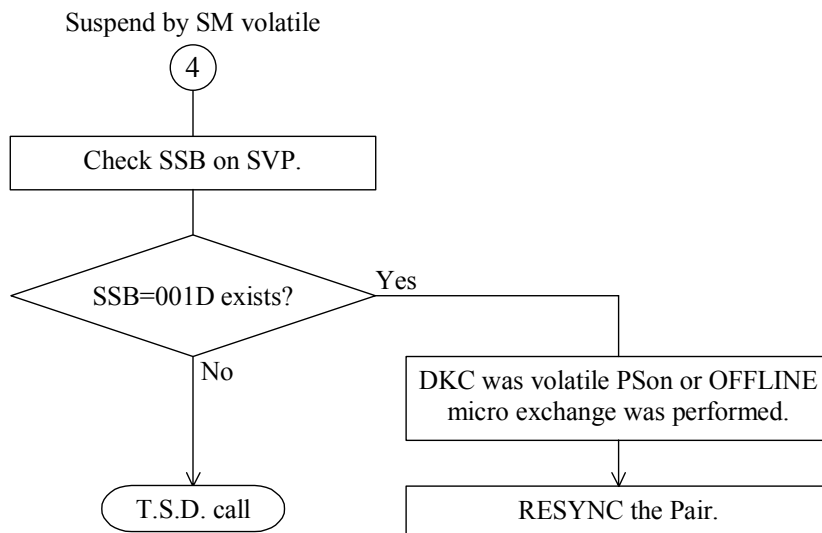 Suspend by SM volatile
4
Check SSB on SVP.
SSB=001D exists?
Yes
No
DKC was volatile PSon or OFFLINE
micro exchange was performed.
T.S.D. call
RESYNC the Pair.